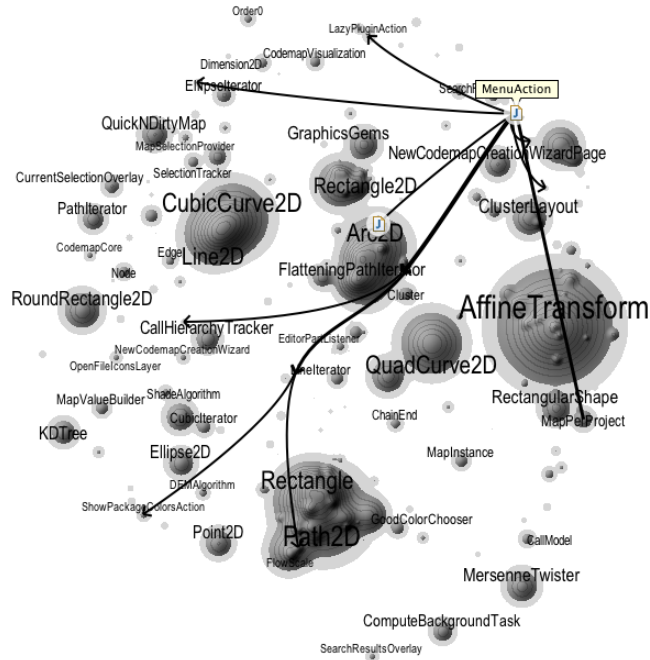 Order0
LazyPluginAction
CodemapVisualization
Dimension2D
EllipseIterator
MenuAction
QuickNDirtyMap
GraphicsGems
MapSelectionProvider
NewCodemapCreationWizardPage
SelectionTracker
CurrentSelectionOverlay
Rectangle2D
CubicCurve2D
ClusterLayout
PathIterator
Arc2D
CodemapCore
Edge
Line2D
Node
FlatteningPathIterator
Cluster
RoundRectangle2D
AffineTransform
CallHierarchyTracker
EditorPartListener
NewCodemapCreationWizard
OpenFileIconsLayer
QuadCurve2D
ShadeAlgorithm
RectangularShape
MapValueBuilder
CubicIterator
ChainEnd
MapPerProject
KDTree
Ellipse2D
MapInstance
DEMAlgorithm
Rectangle
ShowPackageColorsAction
GoodColorChooser
Point2D
Path2D
CallModel
FlowScale
MersenneTwister
ComputeBackgroundTask
SearchResultsOverlay